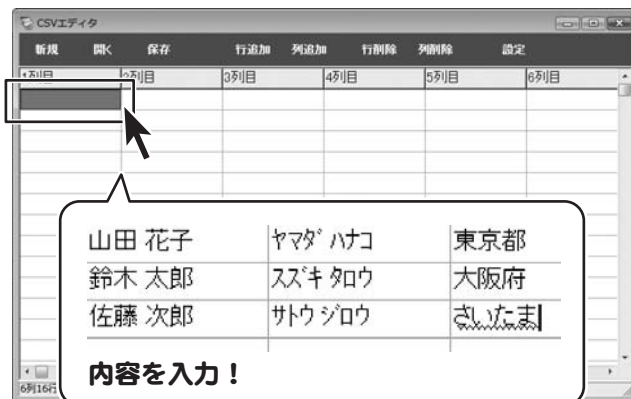 CSVエディタ
新規 開く 保存 行追加 列追加 行削除 列削除 設定
1列目 2列目 3列目 4列目 5列目 6列目
山田 花子 ヤマダ ハナコ 東京都
鈴木 太郎 スズキ タロウ 大阪府
佐藤 次郎 サトウ ジロウ さいたま
内容を入力！
6列16行